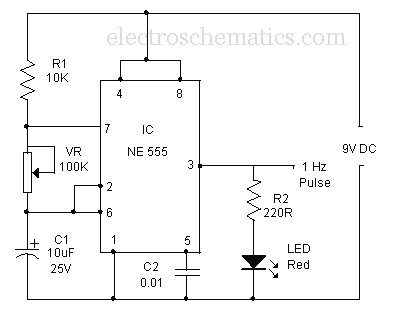 electroschematics.com
R1
10K
4
8
7
IC
NE 555
VR
100K
2
6
3
1 Hz
Pulse
9V DC
R2
220R
C1
10uF
25V
+
1
5
C2
0.01
LED
Red